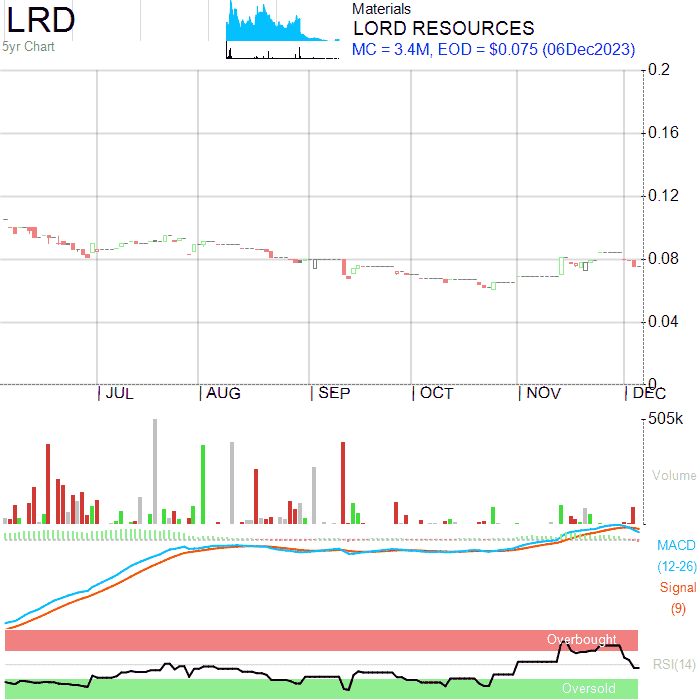 LRD
5yr Chart
Materials
LORD RESOURCES
MC = 3.4M, EOD = $0.075 (06Dec2023)
0.2
0.16
0.12
0.08
0.04
0
JUL AUG SEP OCT NOV DEC
505k
Volume
MACD
(12-26)
Signal
(9)
Overbought
RSI(14)
Oversold